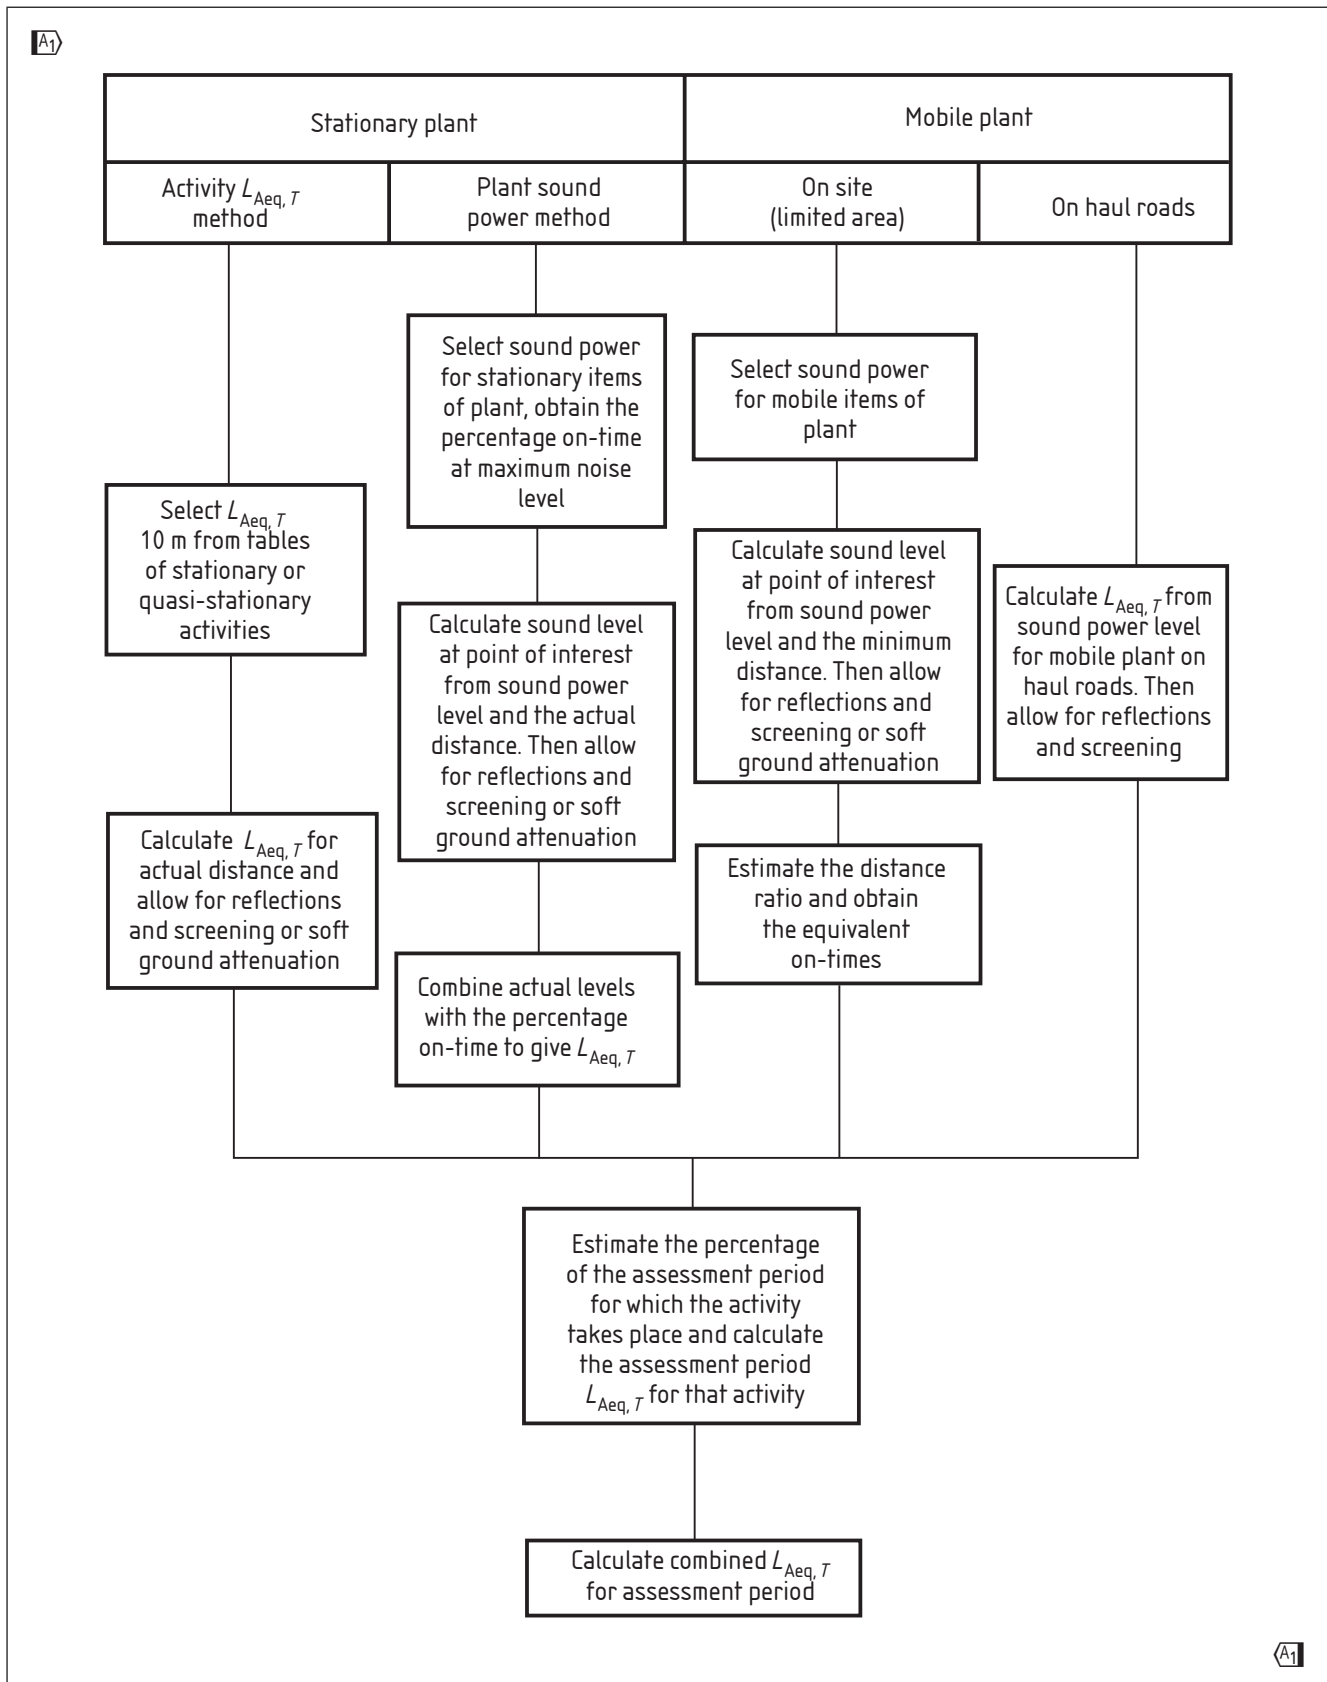 A1
Stationary plant
Mobile plant
Activity LAeq, T
method
Plant sound
power method
On site
(limited area)
On haul roads
Select LAeq, T
10 m from tables
of stationary or
quasi-stationary
activities
Calculate LAeq, T for
actual distance and
allow for reflections
and screening or soft
ground attenuation
Select sound power
for stationary items
of plant, obtain the
percentage on-time
at maximum noise
level
Calculate sound level
at point of interest
from sound power
level and the actual
distance. Then allow
for reflections and
screening or soft
ground attenuation
Combine actual levels
with the percentage
on-time to give LAeq, T
Select sound power
for mobile items of
plant
Calculate sound level
at point of interest
from sound power
level and the minimum
distance. Then allow
for reflections and
screening or soft
ground attenuation
Estimate the distance
ratio and obtain
the equivalent
on-times
Calculate LAeq, T from
sound power level
for mobile plant on
haul roads. Then
allow for reflections
and screening
Estimate the percentage
of the assessment period
for which the activity
takes place and calculate
the assessment period
LAeq, T for that activity
Calculate combined LAeq, T
for assessment period
A1